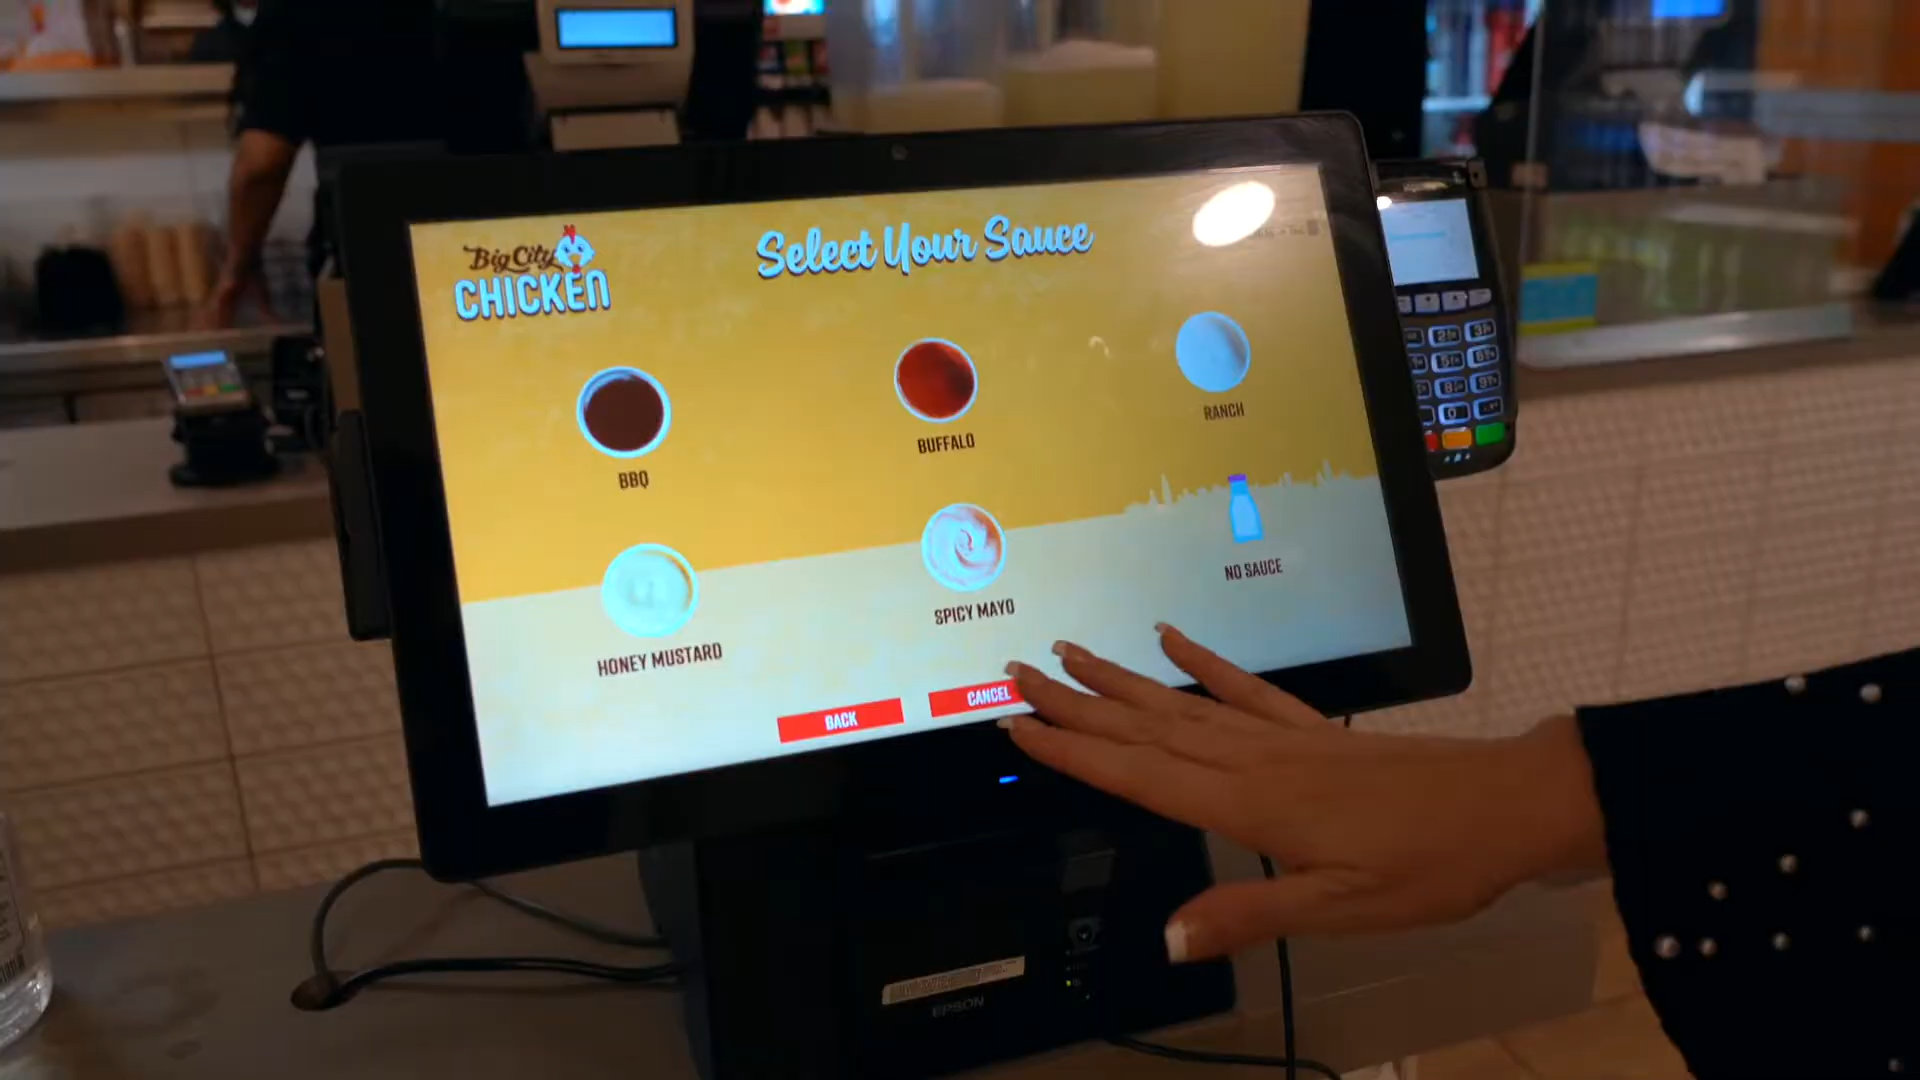 Big City
CHICKEN
Select Your Sauce
BBQ
BUFFALO
RANCH
HONEY MUSTARD
SPICY MAYO
NO SAUCE
BACK
CANCEL
EPSON